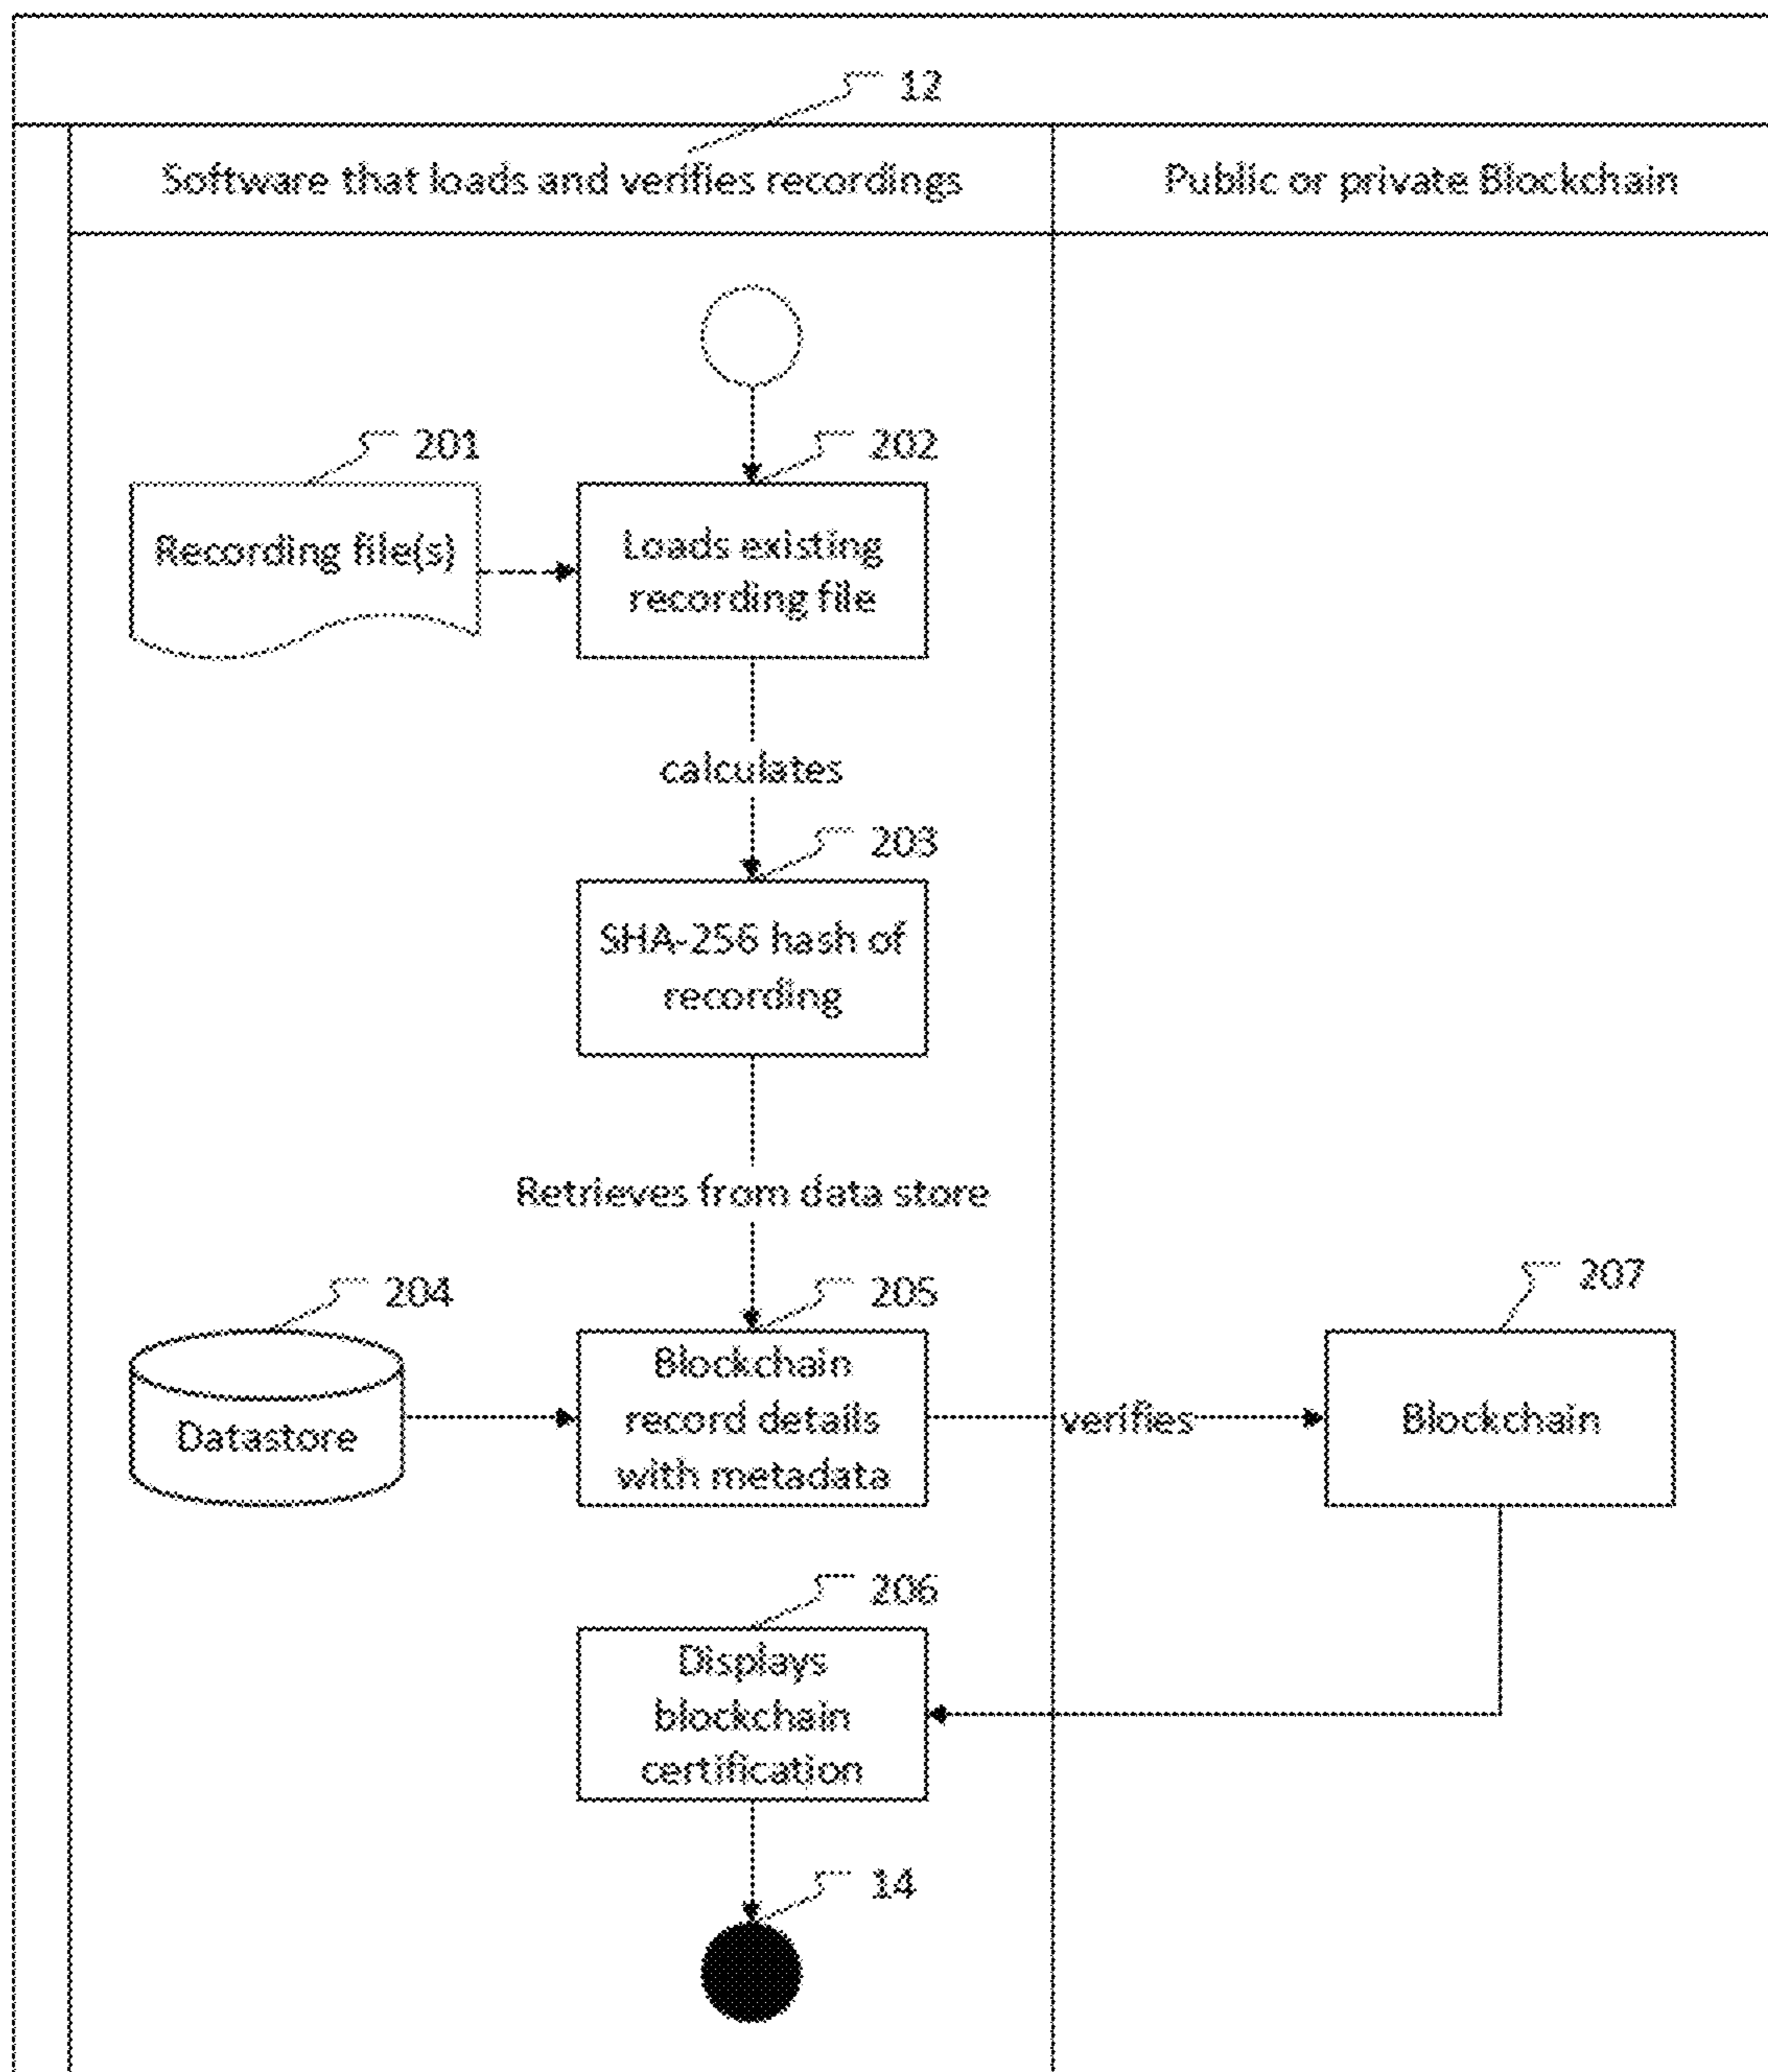 12
Software that loads and verifies recordings
Public or private Blockchain
201
202
Recording file(s)
Loads existing
recording file
calculates
203
SHA-256 hash of
recording
Retrieves from data store
204
205
207
Datastore
Blockchain
record details
with metadata
verifies
Blockchain
206
Displays
blockchain
certification
14